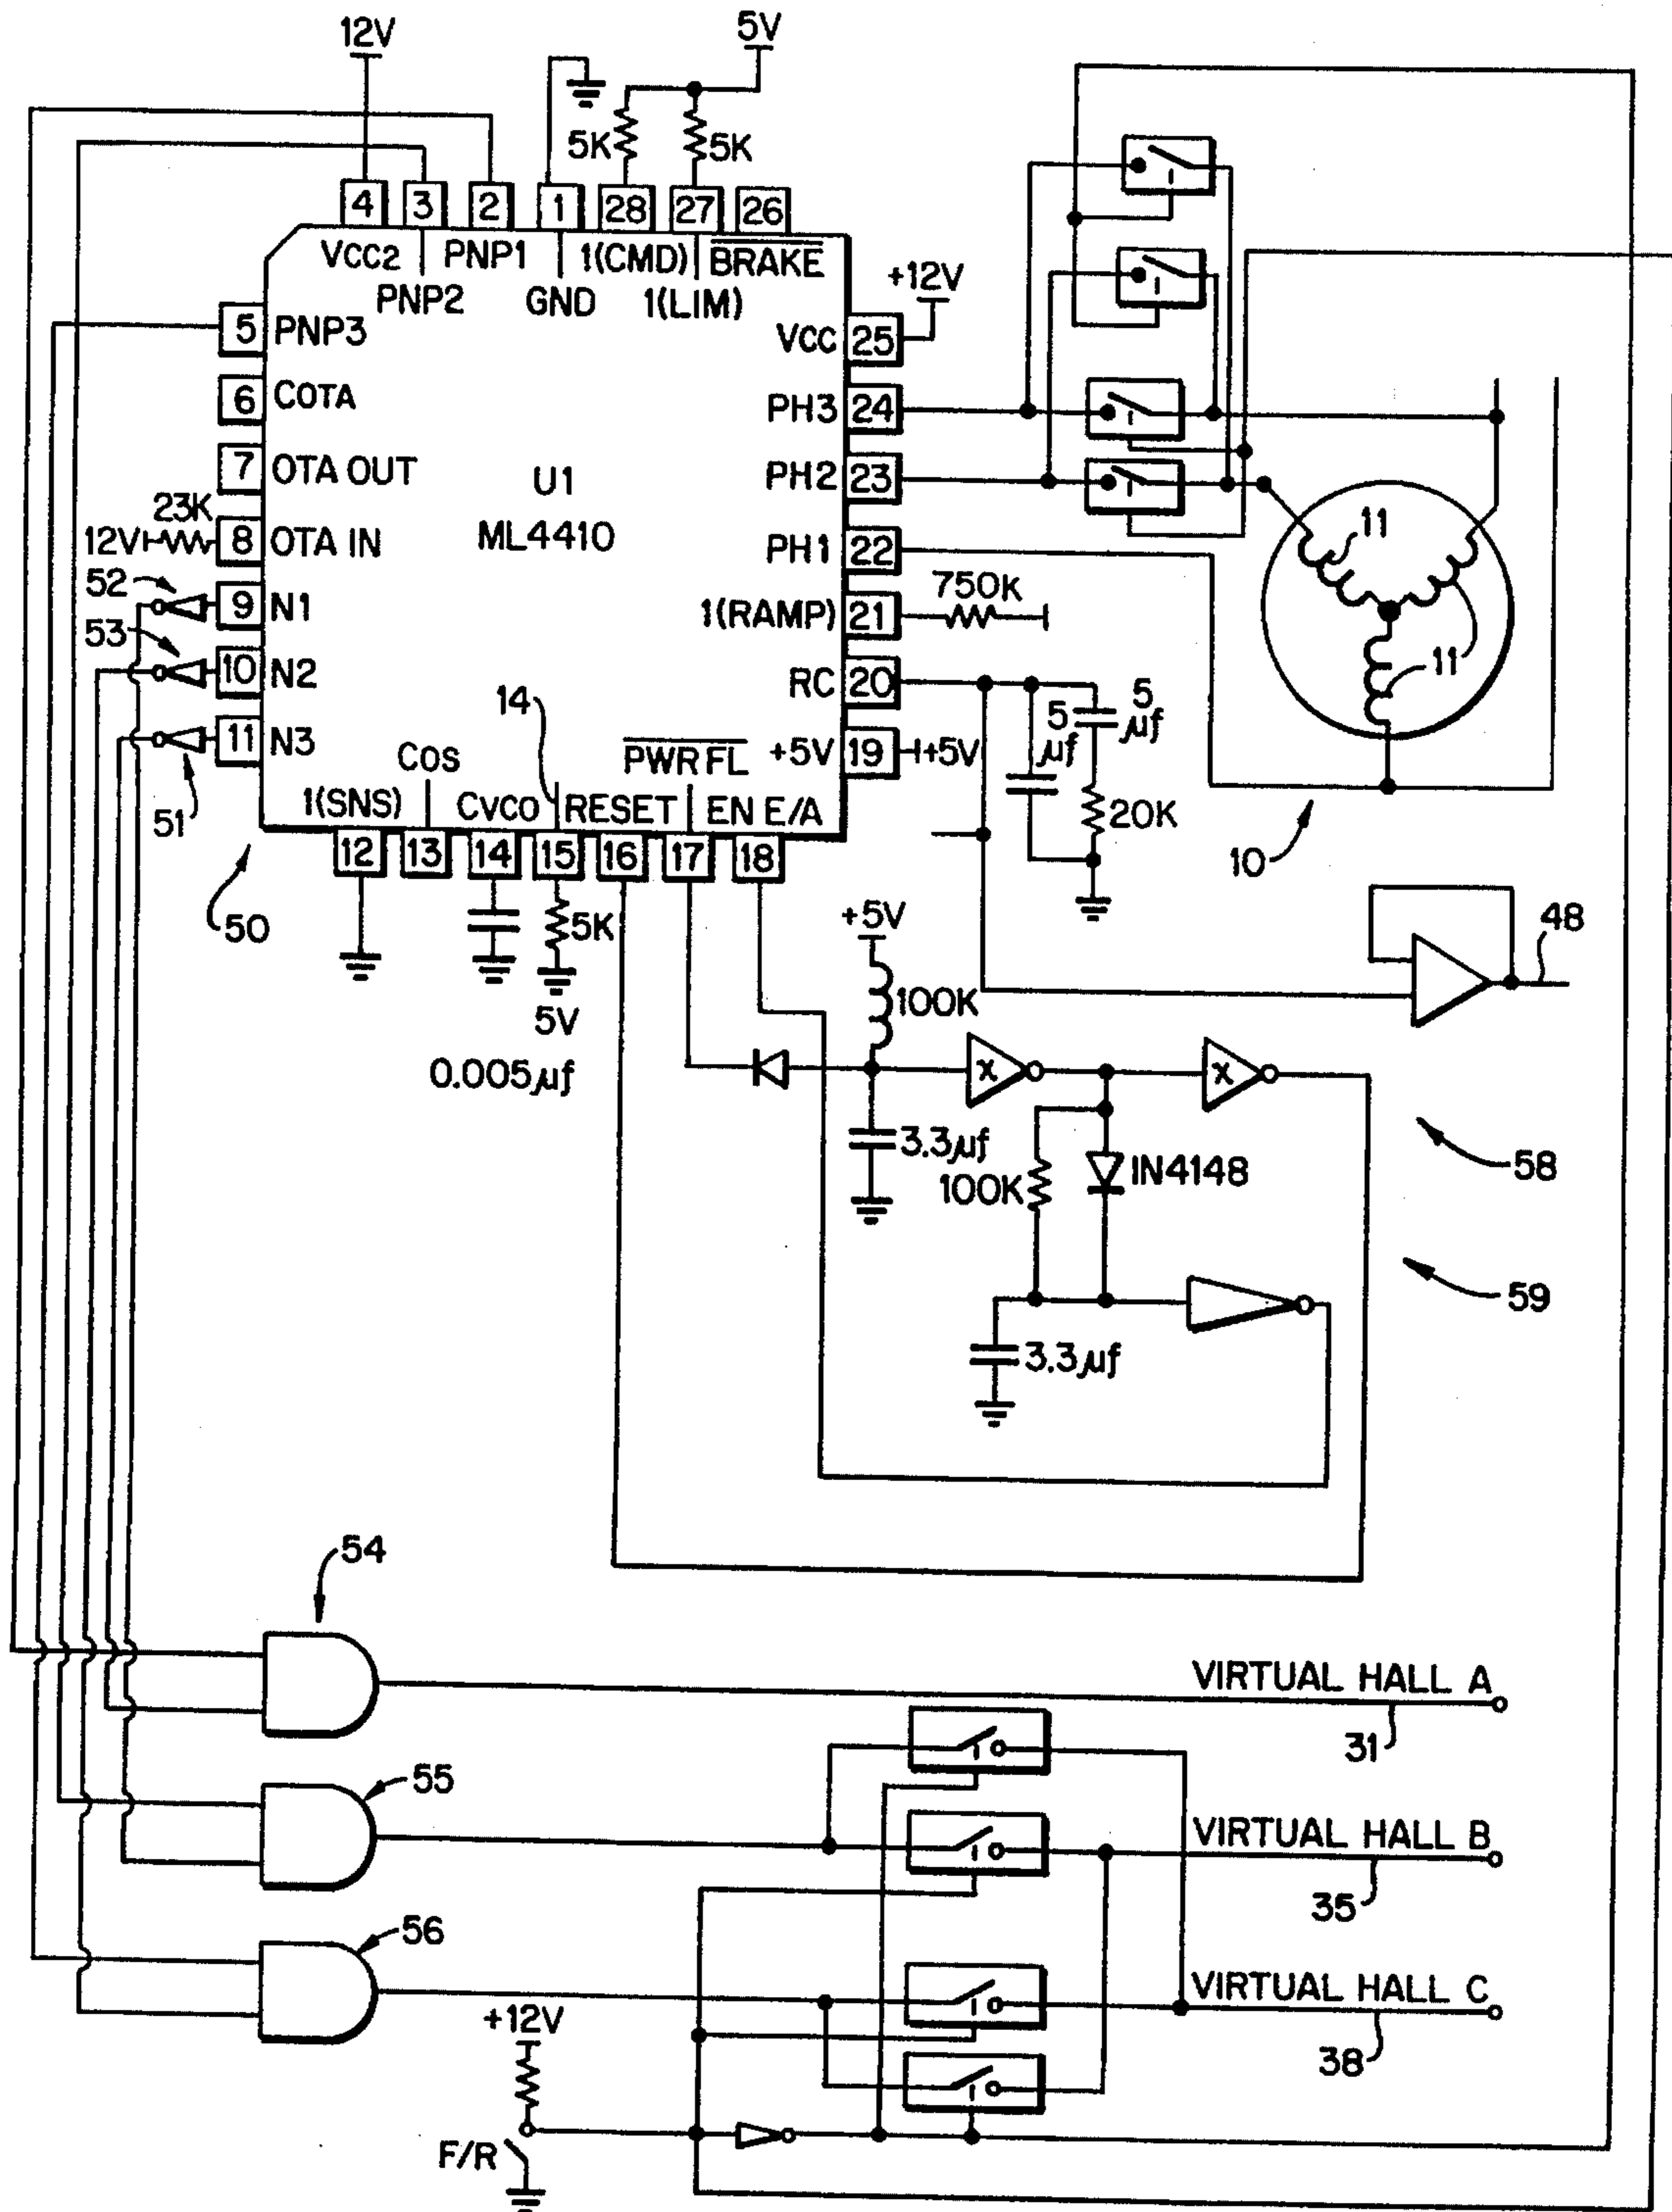 12V
5V
5K
5K
4
3
2
1
28
27
26
VCC2
PNP1
1(CMD)
BRAKE
PNP2
GND
1(LIM)
+12V
5
PNP3
VCC
25
6
COTA
PH3
24
7
OTA OUT
U1
PH2
23
23K
12V
8
OTA IN
ML4410
PH1
22
11
52
9
N1
750K
1(RAMP)
21
53
10
N2
11
RC
20
14
5
μf
5
μf
11
N3
COS
PWR FL
+5V
19
+5V
51
1(SNS)
CVCO
RESET
EN E/A
20K
10
12
13
14
15
16
17
18
50
5K
+5V
48
5V
100K
0.005μf
X
X
3.3μf
58
100K
IN4148
59
3.3μf
54
VIRTUAL HALL A
31
55
VIRTUAL HALL B
35
56
VIRTUAL HALL C
+12V
38
F/R